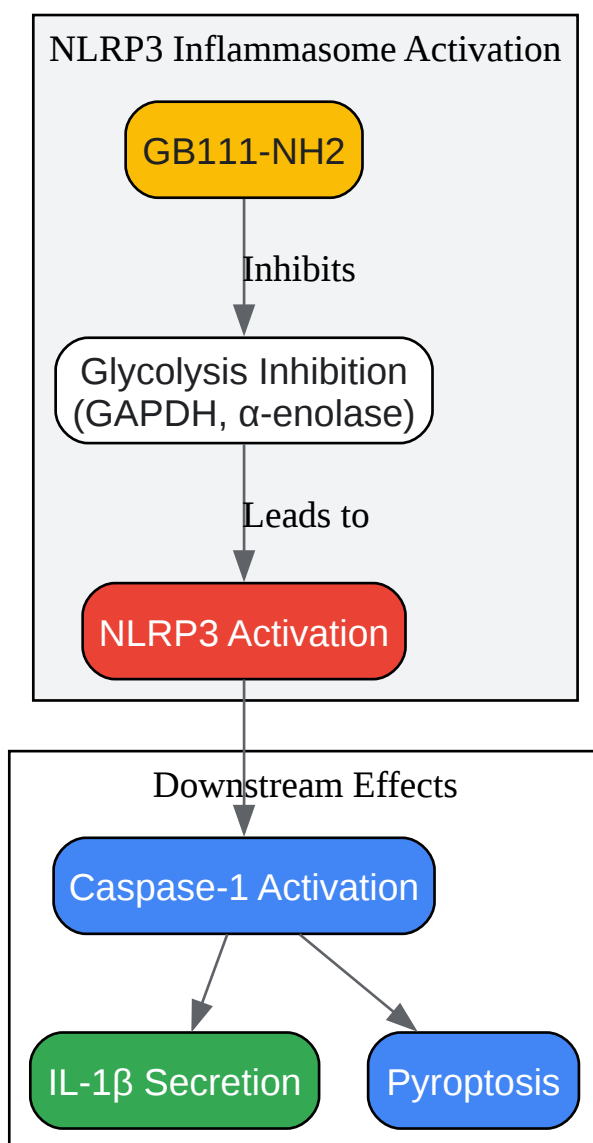 NLRP3 Inflammasome Activation
GB111-NH2
Inhibits
Glycolysis Inhibition
(GAPDH, α-enolase)
Leads to
NLRP3 Activation
Downstream Effects
Caspase-1 Activation
IL-1β Secretion
Pyroptosis